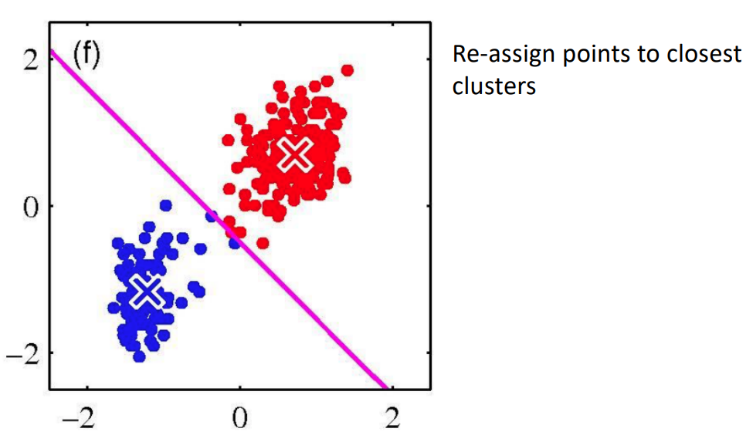 (f)
Re-assign points to closest
clusters
2
0
−2
−2 0 2